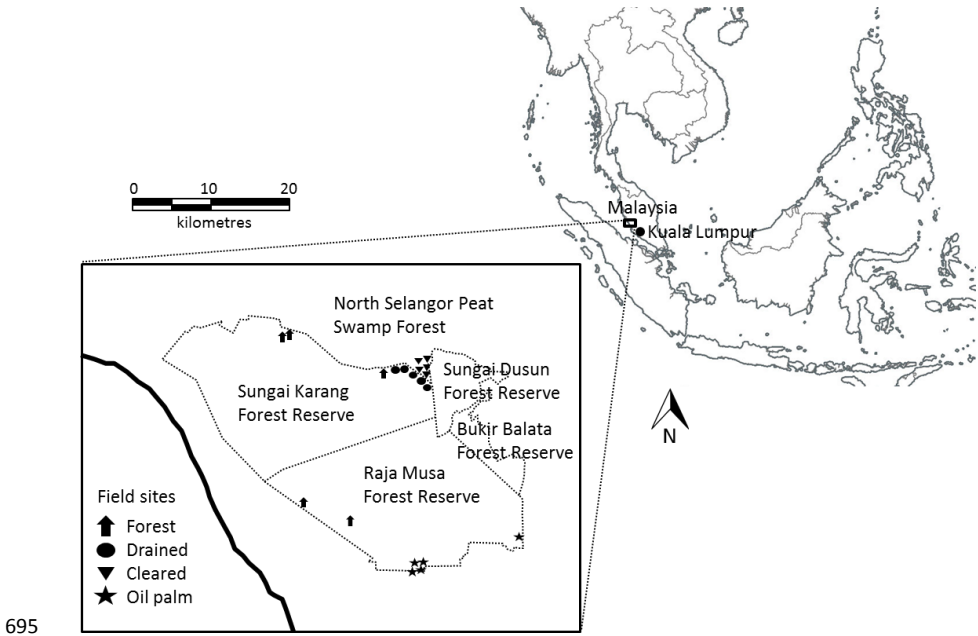 0 10 20
kilometres
Malaysia
Kuala Lumpur
North Selangor Peat
Swamp Forest
Sungai Karang
Forest Reserve
Sungai Dusun
Forest Reserve
Bukir Balata
Forest Reserve
Raja Musa
Forest Reserve
Field sites
Forest
Drained
Cleared
Oil palm
N
695